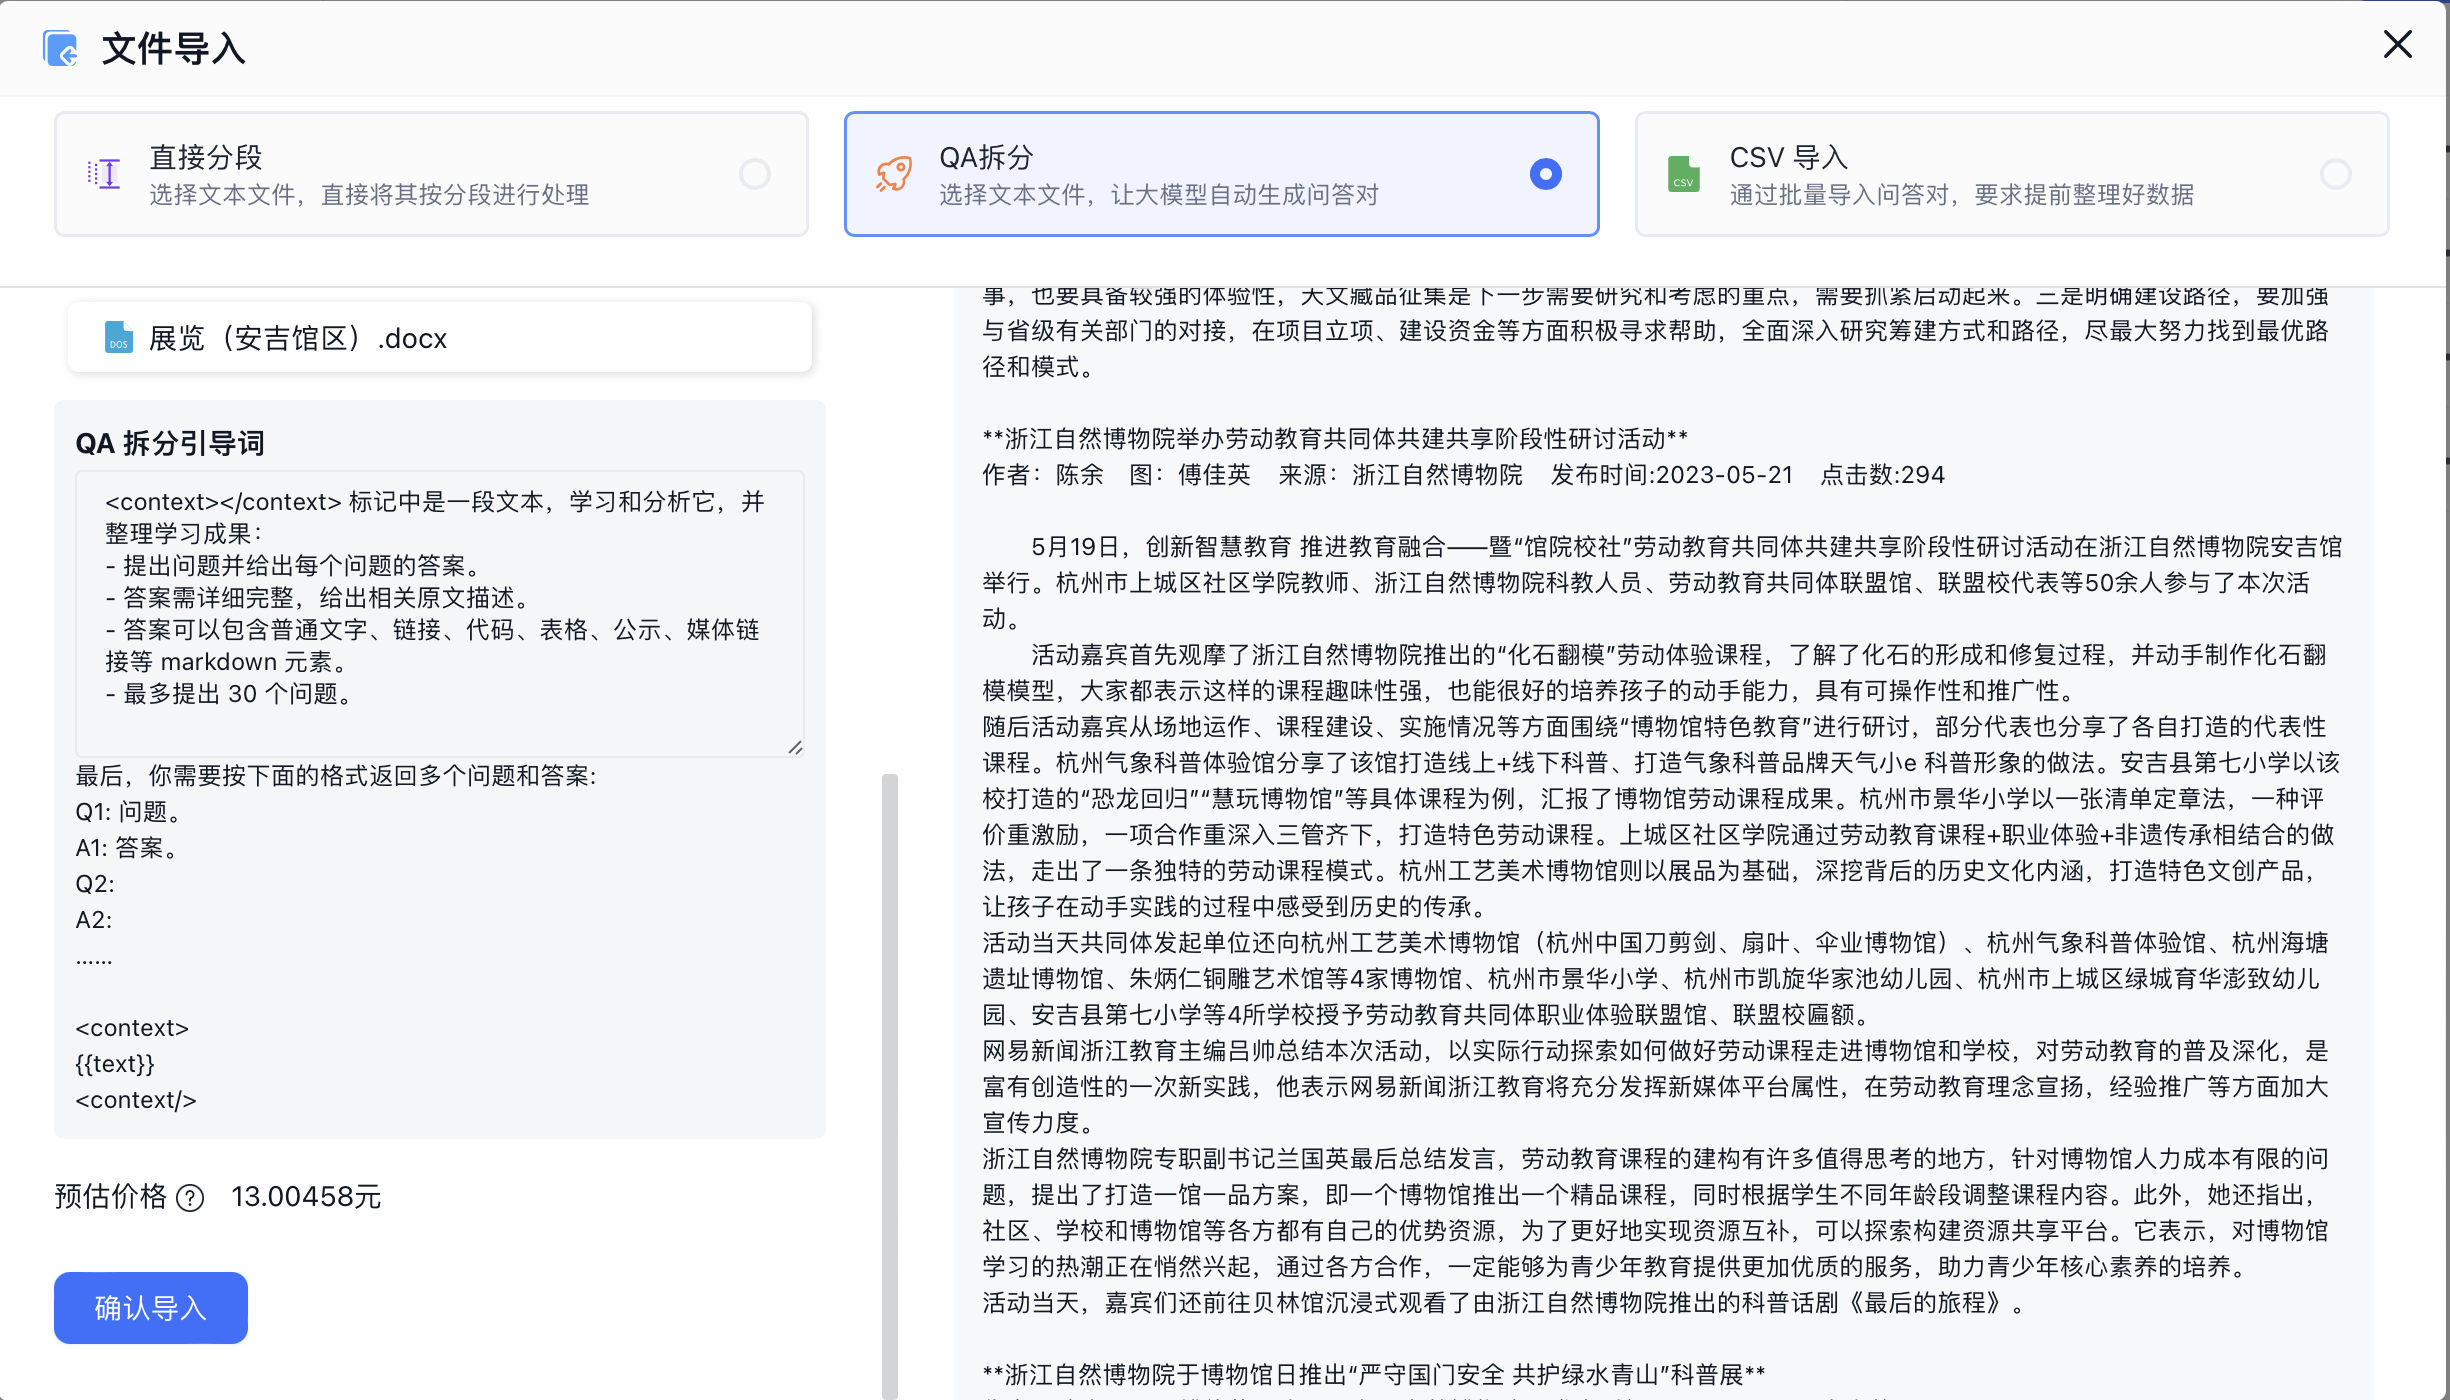 文件导入
直接分段
选择文本文件，直接将其按分段进行处理
QA拆分
选择文本文件，让大模型自动生成问答对
CSV
CSV 导入
通过批量导入问答对，要求提前整理好数据
DOS
展览（安吉馆区）.docx
QA 拆分引导词
<context></context> 标记中是一段文本，学习和分析它，并
整理学习成果：
- 提出问题并给出每个问题的答案。
- 答案需详细完整，给出相关原文描述。
- 答案可以包含普通文字、链接、代码、表格、公示、媒体链
接等 markdown 元素。
- 最多提出 30 个问题。
最后，你需要按下面的格式返回多个问题和答案:
Q1: 问题。
A1: 答案。
Q2:
A2:
……
<context>
{{text}}
<context/>
预估价格 ? 13.00458元
确认导入
事，也要具备较强的体验性，天文藏品征集是下一步需要研究和考虑的重点，需要抓紧启动起来。三是明确建设路径，要加强
与省级有关部门的对接，在项目立项、建设资金等方面积极寻求帮助，全面深入研究筹建方式和路径，尽最大努力找到最优路
径和模式。
**浙江自然博物院举办劳动教育共同体共建共享阶段性研讨活动**
作者：陈余　图：傅佳英　来源：浙江自然博物院　发布时间:2023-05-21　点击数:294
5月19日，创新智慧教育 推进教育融合——暨“馆院校社”劳动教育共同体共建共享阶段性研讨活动在浙江自然博物院安吉馆
举行。杭州市上城区社区学院教师、浙江自然博物院科教人员、劳动教育共同体联盟馆、联盟校代表等50余人参与了本次活
动。
活动嘉宾首先观摩了浙江自然博物院推出的“化石翻模”劳动体验课程，了解了化石的形成和修复过程，并动手制作化石翻
模模型，大家都表示这样的课程趣味性强，也能很好的培养孩子的动手能力，具有可操作性和推广性。
随后活动嘉宾从场地运作、课程建设、实施情况等方面围绕“博物馆特色教育”进行研讨，部分代表也分享了各自打造的代表性
课程。杭州气象科普体验馆分享了该馆打造线上+线下科普、打造气象科普品牌天气小e 科普形象的做法。安吉县第七小学以该
校打造的“恐龙回归”“慧玩博物馆”等具体课程为例，汇报了博物馆劳动课程成果。杭州市景华小学以一张清单定章法，一种评
价重激励，一项合作重深入三管齐下，打造特色劳动课程。上城区社区学院通过劳动教育课程+职业体验+非遗传承相结合的做
法，走出了一条独特的劳动课程模式。杭州工艺美术博物馆则以展品为基础，深挖背后的历史文化内涵，打造特色文创产品，
让孩子在动手实践的过程中感受到历史的传承。
活动当天共同体发起单位还向杭州工艺美术博物馆（杭州中国刀剪剑、扇叶、伞业博物馆）、杭州气象科普体验馆、杭州海塘
遗址博物馆、朱炳仁铜雕艺术馆等4家博物馆、杭州市景华小学、杭州市凯旋华家池幼儿园、杭州市上城区绿城育华澎致幼儿
园、安吉县第七小学等4所学校授予劳动教育共同体职业体验联盟馆、联盟校匾额。
网易新闻浙江教育主编吕帅总结本次活动，以实际行动探索如何做好劳动课程走进博物馆和学校，对劳动教育的普及深化，是
富有创造性的一次新实践，他表示网易新闻浙江教育将充分发挥新媒体平台属性，在劳动教育理念宣扬，经验推广等方面加大
宣传力度。
浙江自然博物院专职副书记兰国英最后总结发言，劳动教育课程的建构有许多值得思考的地方，针对博物馆人力成本有限的问
题，提出了打造一馆一品方案，即一个博物馆推出一个精品课程，同时根据学生不同年龄段调整课程内容。此外，她还指出，
社区、学校和博物馆等各方都有自己的优势资源，为了更好地实现资源互补，可以探索构建资源共享平台。它表示，对博物馆
学习的热潮正在悄然兴起，通过各方合作，一定能够为青少年教育提供更加优质的服务，助力青少年核心素养的培养。
活动当天，嘉宾们还前往贝林馆沉浸式观看了由浙江自然博物院推出的科普话剧《最后的旅程》。
**浙江自然博物院于博物馆日推出“严守国门安全 共护绿水青山”科普展**